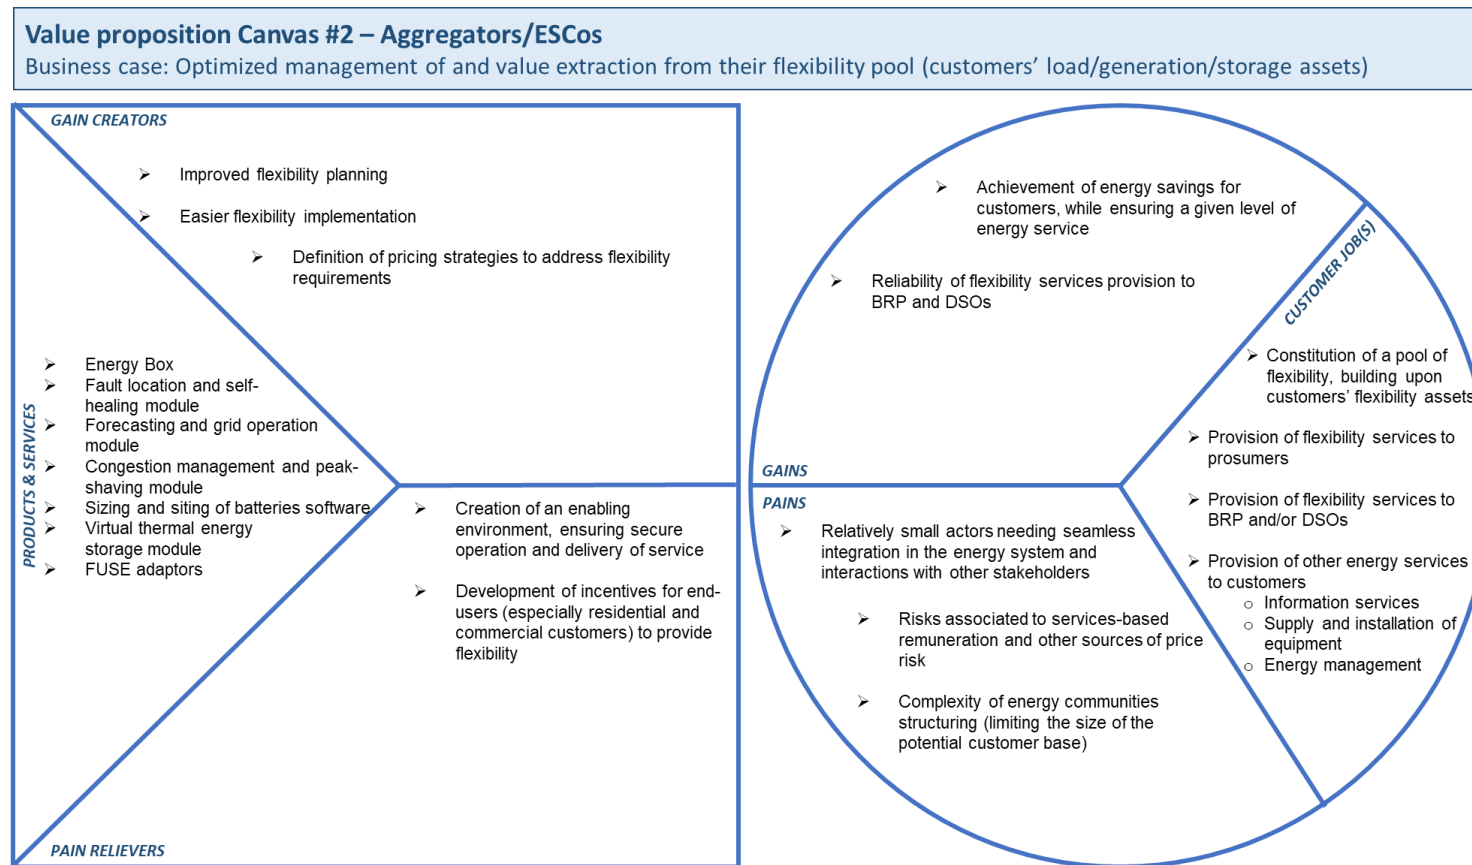 Value proposition Canvas #2 – Aggregators/ESCos
Business case: Optimized management of and value extraction from their flexibility pool (customers’ load/generation/storage assets)
GAIN CREATORS
➢ Improved flexibility planning
➢ Easier flexibility implementation
➢ Definition of pricing strategies to address flexibility
requirements
PRODUCTS & SERVICES
➢ Energy Box
➢ Fault location and self-
healing module
➢ Forecasting and grid operation
module
➢ Congestion management and peak-
shaving module
➢ Sizing and siting of batteries software
➢ Virtual thermal energy
storage module
➢ FUSE adaptors
➢ Creation of an enabling
environment, ensuring secure
operation and delivery of service
➢ Development of incentives for end-
users (especially residential and
commercial customers) to provide
flexibility
PAIN RELIEVERS
➢ Achievement of energy savings for
customers, while ensuring a given level of
energy service
➢ Reliability of flexibility services provision to
BRP and DSOs
GAINS
PAINS
➢ Relatively small actors needing seamless
integration in the energy system and
interactions with other stakeholders
➢ Risks associated to services-based
remuneration and other sources of price
risk
➢ Complexity of energy communities
structuring (limiting the size of the
potential customer base)
CUSTOMER JOB(S)
➢ Constitution of a pool of
flexibility, building upon
customers’ flexibility assets
➢ Provision of flexibility services to
prosumers
➢ Provision of flexibility services to
BRP and/or DSOs
➢ Provision of other energy services
to customers
o Information services
o Supply and installation of
equipment
o Energy management